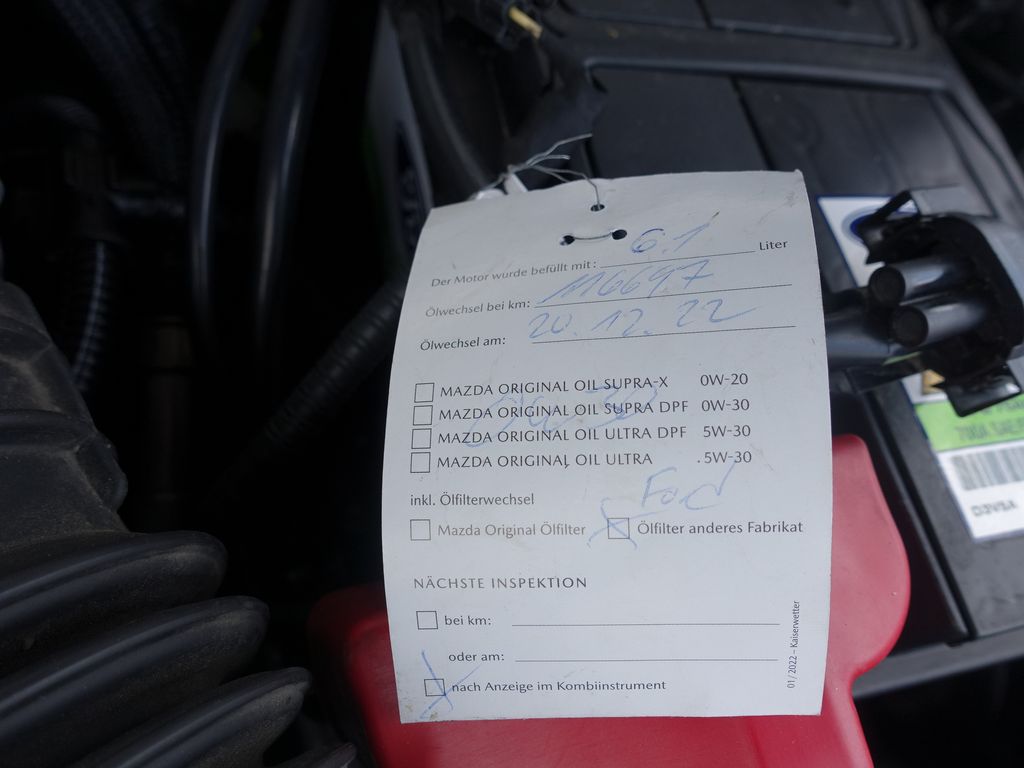 Der Motor wurde befüllt mit: 6.1 Liter
Ölwechsel bei km: 116697
Ölwechsel am: 20.12.22
MAZDA ORIGINAL OIL SUPRA-X 0W-20
MAZDA ORIGINAL OIL SUPRA DPF 0W-30
0W-30
MAZDA ORIGINAL OIL ULTRA DPF 5W-30
MAZDA ORIGINAL OIL ULTRA 5W-30
inkl. Ölfilterwechsel
Ford
Mazda Original Ölfilter X Ölfilter anderes Fabrikat
NÄCHSTE INSPEKTION
bei km:
oder am:
X nach Anzeige im Kombiinstrument
01/2022 – Kaiserwetter